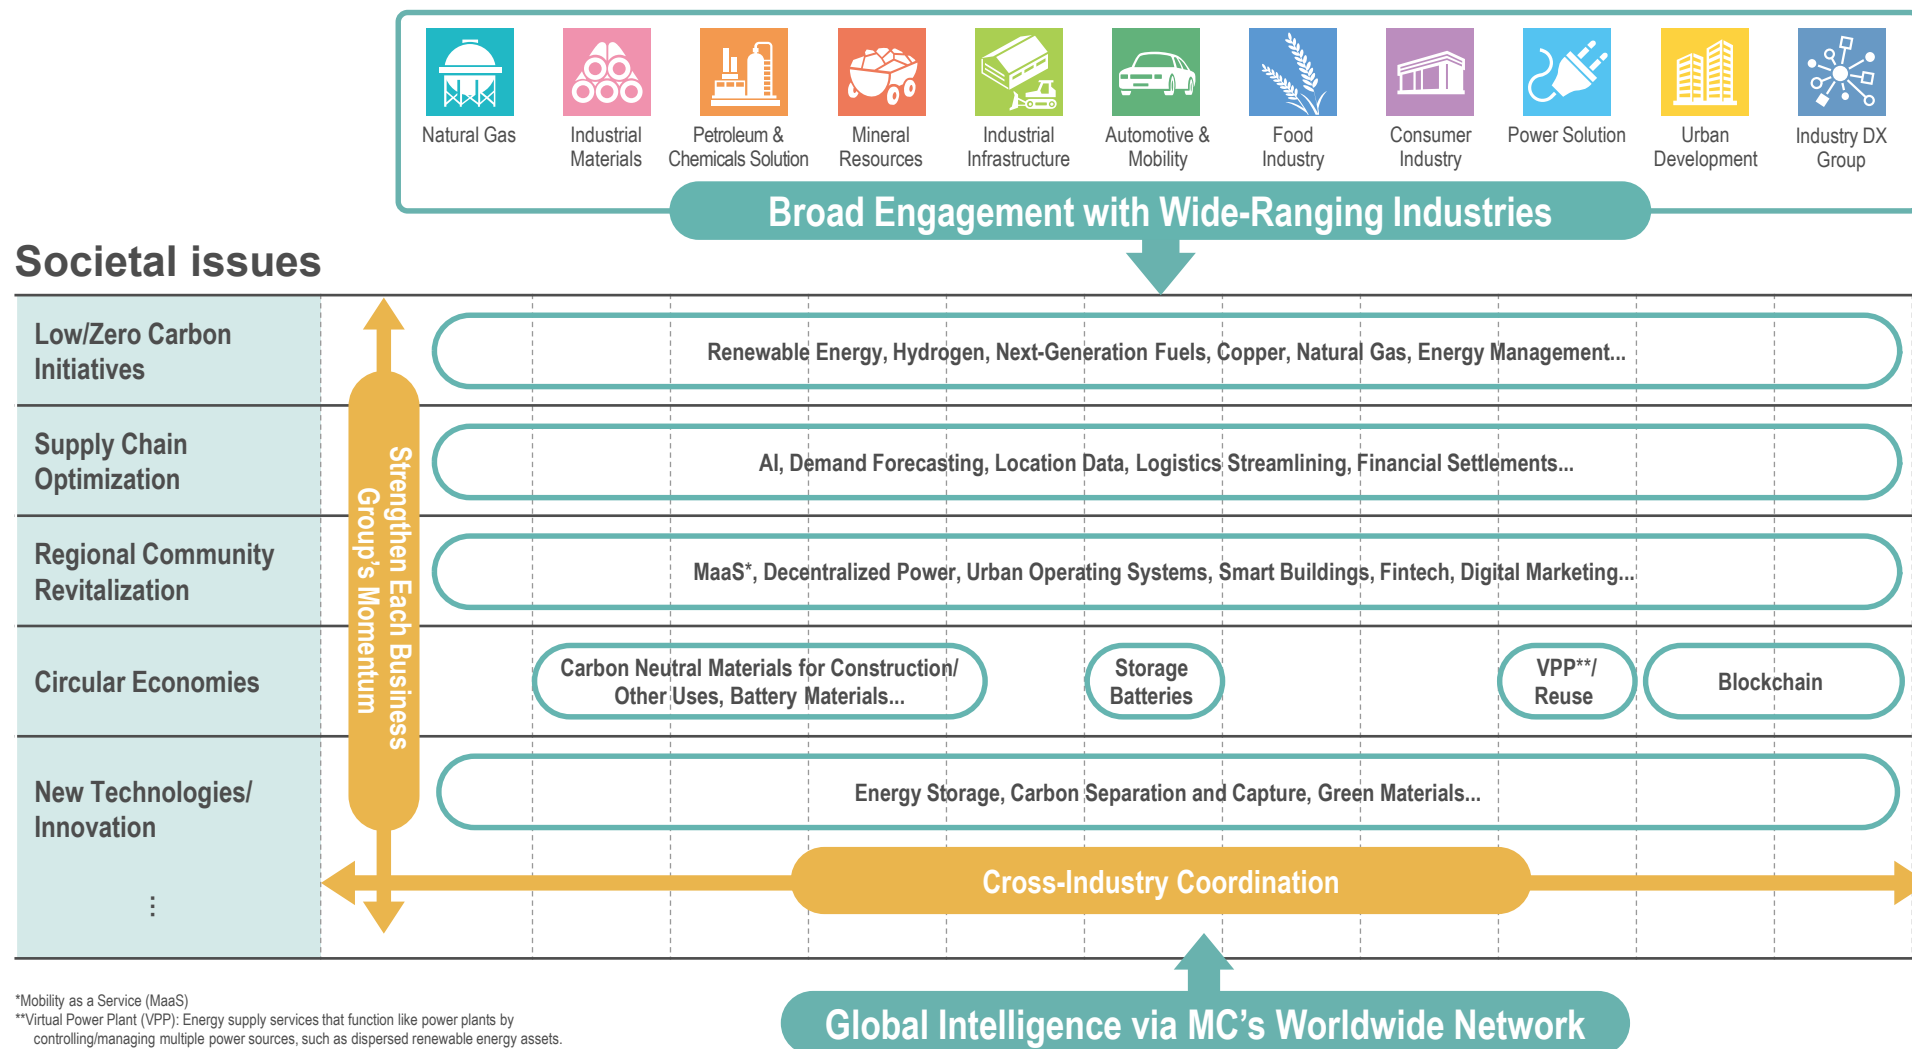 Natural Gas
Industrial
Materials
Petroleum &
Chemicals Solution
Mineral
Resources
Industrial
Infrastructure
Automotive &
Mobility
Food
Industry
Consumer
Industry
Power Solution
Urban
Development
Industry DX
Group
Broad Engagement with Wide-Ranging Industries
Societal issues
Low/Zero Carbon
Initiatives
Renewable Energy, Hydrogen, Next-Generation Fuels, Copper, Natural Gas, Energy Management...
Supply Chain
Optimization
AI, Demand Forecasting, Location Data, Logistics Streamlining, Financial Settlements...
Strengthen Each Business
Group's Momentum
Regional Community
Revitalization
MaaS*, Decentralized Power, Urban Operating Systems, Smart Buildings, Fintech, Digital Marketing...
Circular Economies
Carbon Neutral Materials for Construction/
Other Uses, Battery Materials...
Storage
Batteries
VPP**/
Reuse
Blockchain
New Technologies/
Innovation
Energy Storage, Carbon Separation and Capture, Green Materials...
⋮
Cross-Industry Coordination
Global Intelligence via MC's Worldwide Network
*Mobility as a Service (MaaS)
**Virtual Power Plant (VPP): Energy supply services that function like power plants by
controlling/managing multiple power sources, such as dispersed renewable energy assets.